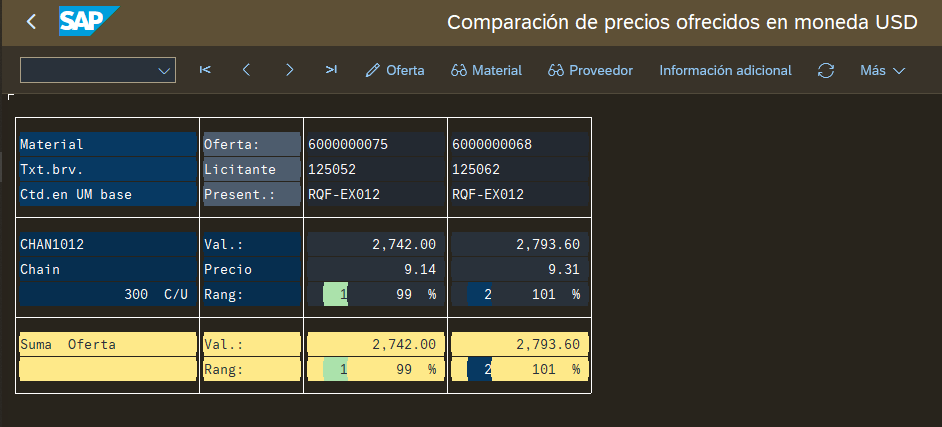 SAP Comparación de precios ofrecidos en moneda USD
Oferta Material Proveedor Información adicional Más
Material Oferta: 6000000075 6000000068
Txt.brv. Licitante 125052 125062
Ctd.en UM base Present.: RQF-EX012 RQF-EX012
CHAN1012 Val.: 2,742.00 2,793.60
Chain Precio 9.14 9.31
300 C/U Rang: 1 99 % 2 101 %
Suma Oferta Val.: 2,742.00 2,793.60
Rang: 1 99 % 2 101 %